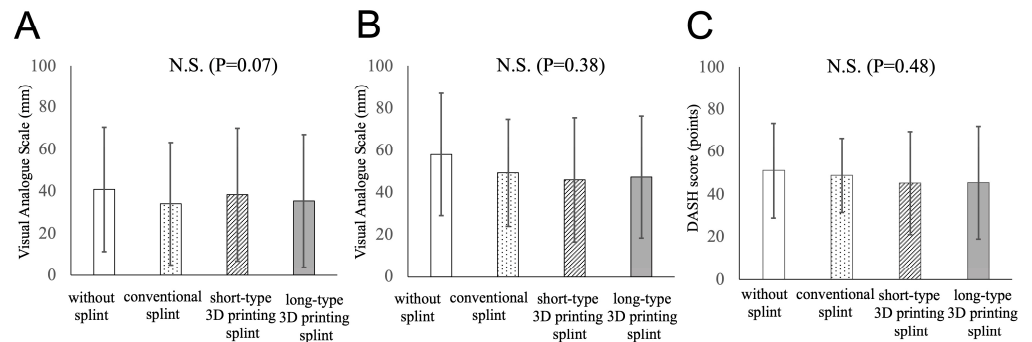 A
N.S. (P=0.07)
Visual Analogue Scale (mm)
100
80
60
40
20
0
without
splint
conventional
splint
short-type
3D printing
splint
long-type
3D printing
splint
B
N.S. (P=0.38)
Visual Analogue Scale (mm)
100
80
60
40
20
0
without
splint
conventional
splint
short-type
3D printing
splint
long-type
3D printing
splint
C
N.S. (P=0.48)
DASH score (points)
100
80
60
40
20
0
without
splint
conventional
splint
short-type
3D printing
splint
long-type
3D printing
splint